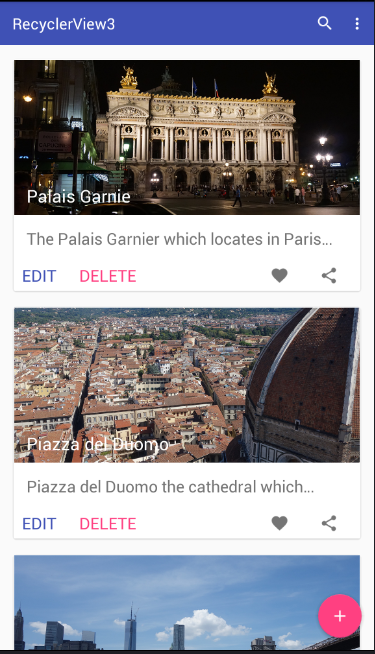 RecyclerView3
Palais Garnie
The Palais Garnier which locates in Paris...
EDIT DELETE
Piazza del Duomo
Piazza del Duomo the cathedral which...
EDIT DELETE